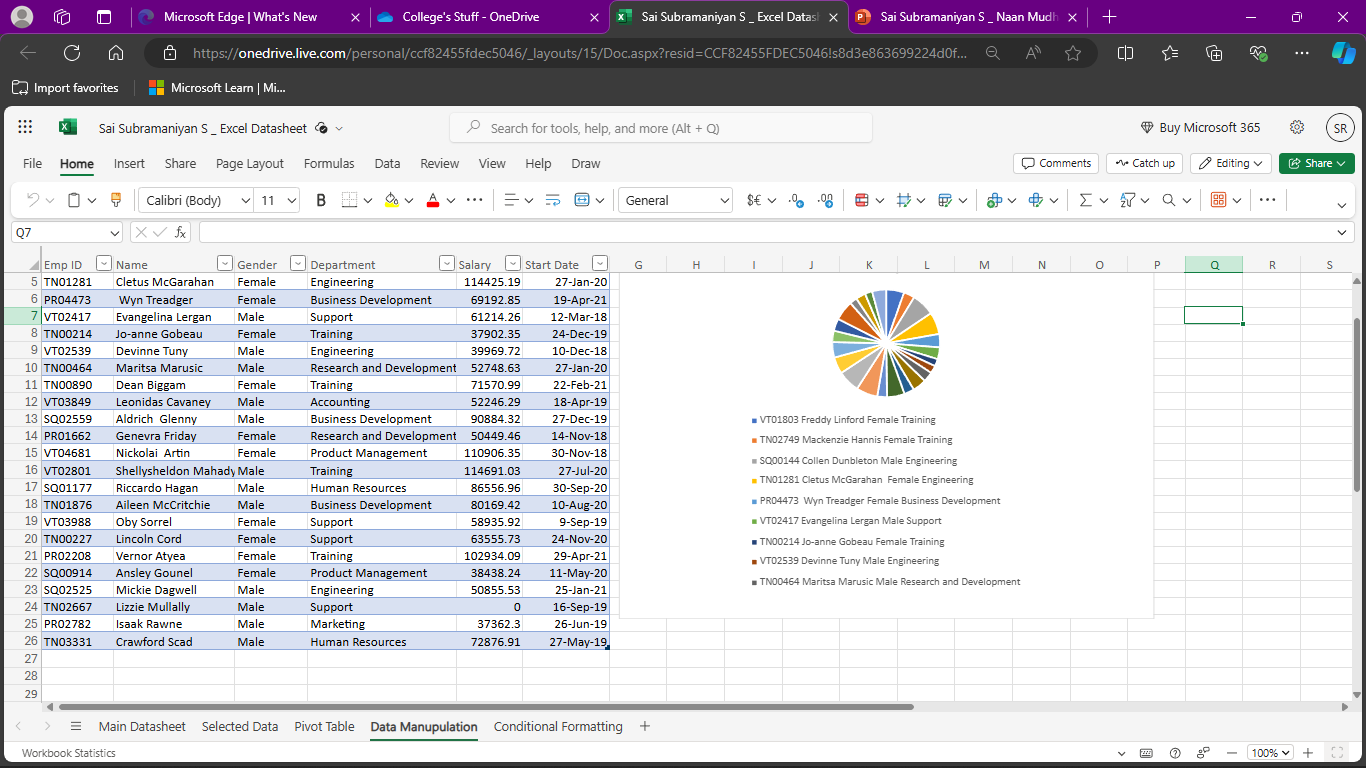 Microsoft Edge | What's New
College's Stuff - OneDrive
Sai Subramaniyan S _ Excel Datash
Sai Subramaniyan S _ Naan Mudh
https://onedrive.live.com/personal/ccf82455fdec5046/_layouts/15/Doc.aspx?resid=CCF82455FDEC5046!s8d3e863699224d0f...
Import favorites
Microsoft Learn | Mi...
Sai Subramaniyan S _ Excel Datasheet
Search for tools, help, and more (Alt + Q)
Buy Microsoft 365
SR
File Home Insert Share Page Layout Formulas Data Review View Help Draw
Comments Catch up Editing Share
Calibri (Body) 11 B A General $€ .00
Q7 fx
Emp ID Name Gender Department Salary Start Date G H I J K L M N O P Q R S
5 TN01281 Cletus McGarahan Female Engineering 114425.19 27-Jan-20
6 PR04473 Wyn Treadger Female Business Development 69192.85 19-Apr-21
7 VT02417 Evangelina Lergan Male Support 61214.26 12-Mar-18
8 TN00214 Jo-anne Gobeau Female Training 37902.35 24-Dec-19
9 VT02539 Devinne Tuny Male Engineering 39969.72 10-Dec-18
10 TN00464 Maritsa Marusic Male Research and Development 52748.63 27-Jan-20
11 TN00890 Dean Biggam Female Training 71570.99 22-Feb-21
12 VT03849 Leonidas Cavaney Male Accounting 52246.29 18-Apr-19
13 SQ02559 Aldrich Glenny Male Business Development 90884.32 27-Dec-19
14 PR01662 Genevra Friday Female Research and Development 50449.46 14-Nov-18
15 VT04681 Nickolai Artin Female Product Management 110906.35 30-Nov-18
16 VT02801 Shellysheldon Mahady Male Training 114691.03 27-Jul-20
17 SQ01177 Riccardo Hagan Male Human Resources 86556.96 30-Sep-20
18 TN01876 Aileen McCritchie Male Business Development 80169.42 10-Aug-20
19 VT03988 Oby Sorrel Female Support 58935.92 9-Sep-19
20 TN00227 Lincoln Cord Female Support 63555.73 24-Nov-20
21 PR02208 Vernor Atyea Female Training 102934.09 29-Apr-21
22 SQ00914 Ansley Gounel Female Product Management 38438.24 11-May-20
23 SQ02525 Mickie Dagwell Male Engineering 50855.53 25-Jan-21
24 TN02667 Lizzie Mullally Male Support 0 16-Sep-19
25 PR02782 Isaak Rawne Male Marketing 37362.3 26-Jun-19
26 TN03331 Crawford Scad Male Human Resources 72876.91 27-May-19
27
28
29
VT01803 Freddy Linford Female Training
TN02749 Mackenzie Hannis Female Training
SQ00144 Collen Dunbleton Male Engineering
TN01281 Cletus McGarahan Female Engineering
PR04473 Wyn Treadger Female Business Development
VT02417 Evangelina Lergan Male Support
TN00214 Jo-anne Gobeau Female Training
VT02539 Devinne Tuny Male Engineering
TN00464 Maritsa Marusic Male Research and Development
Main Datasheet Selected Data Pivot Table Data Manupulation Conditional Formatting
Workbook Statistics
100%